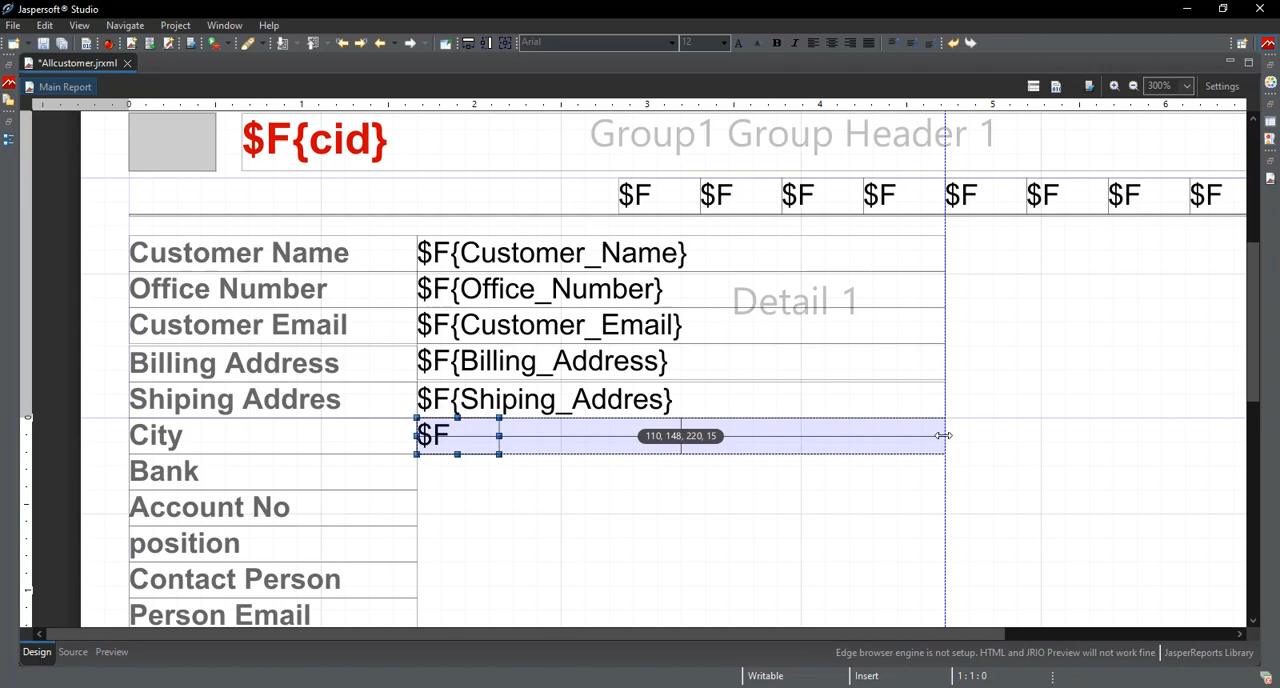 Jaspersoft® Studio
File Edit View Navigate Project Window Help
Arial 12 B I A
*Allcustomer.jrxml
Main Report 300% Settings
0 1 2 3 4 5 6
$F{cid} Group1 Group Header 1
$F $F $F $F $F $F $F $F
Customer Name $F{Customer_Name}
Office Number $F{Office_Number}
Detail 1
Customer Email $F{Customer_Email}
Billing Address $F{Billing_Address}
Shiping Addres $F{Shiping_Addres}
City $F 110, 148, 220, 15
Bank
Account No
position
Contact Person
Person Email
Design Source Preview Edge browser engine is not setup. HTML and JRIO Preview will not work fine JasperReports Library
Writable Insert 1 : 1 : 0